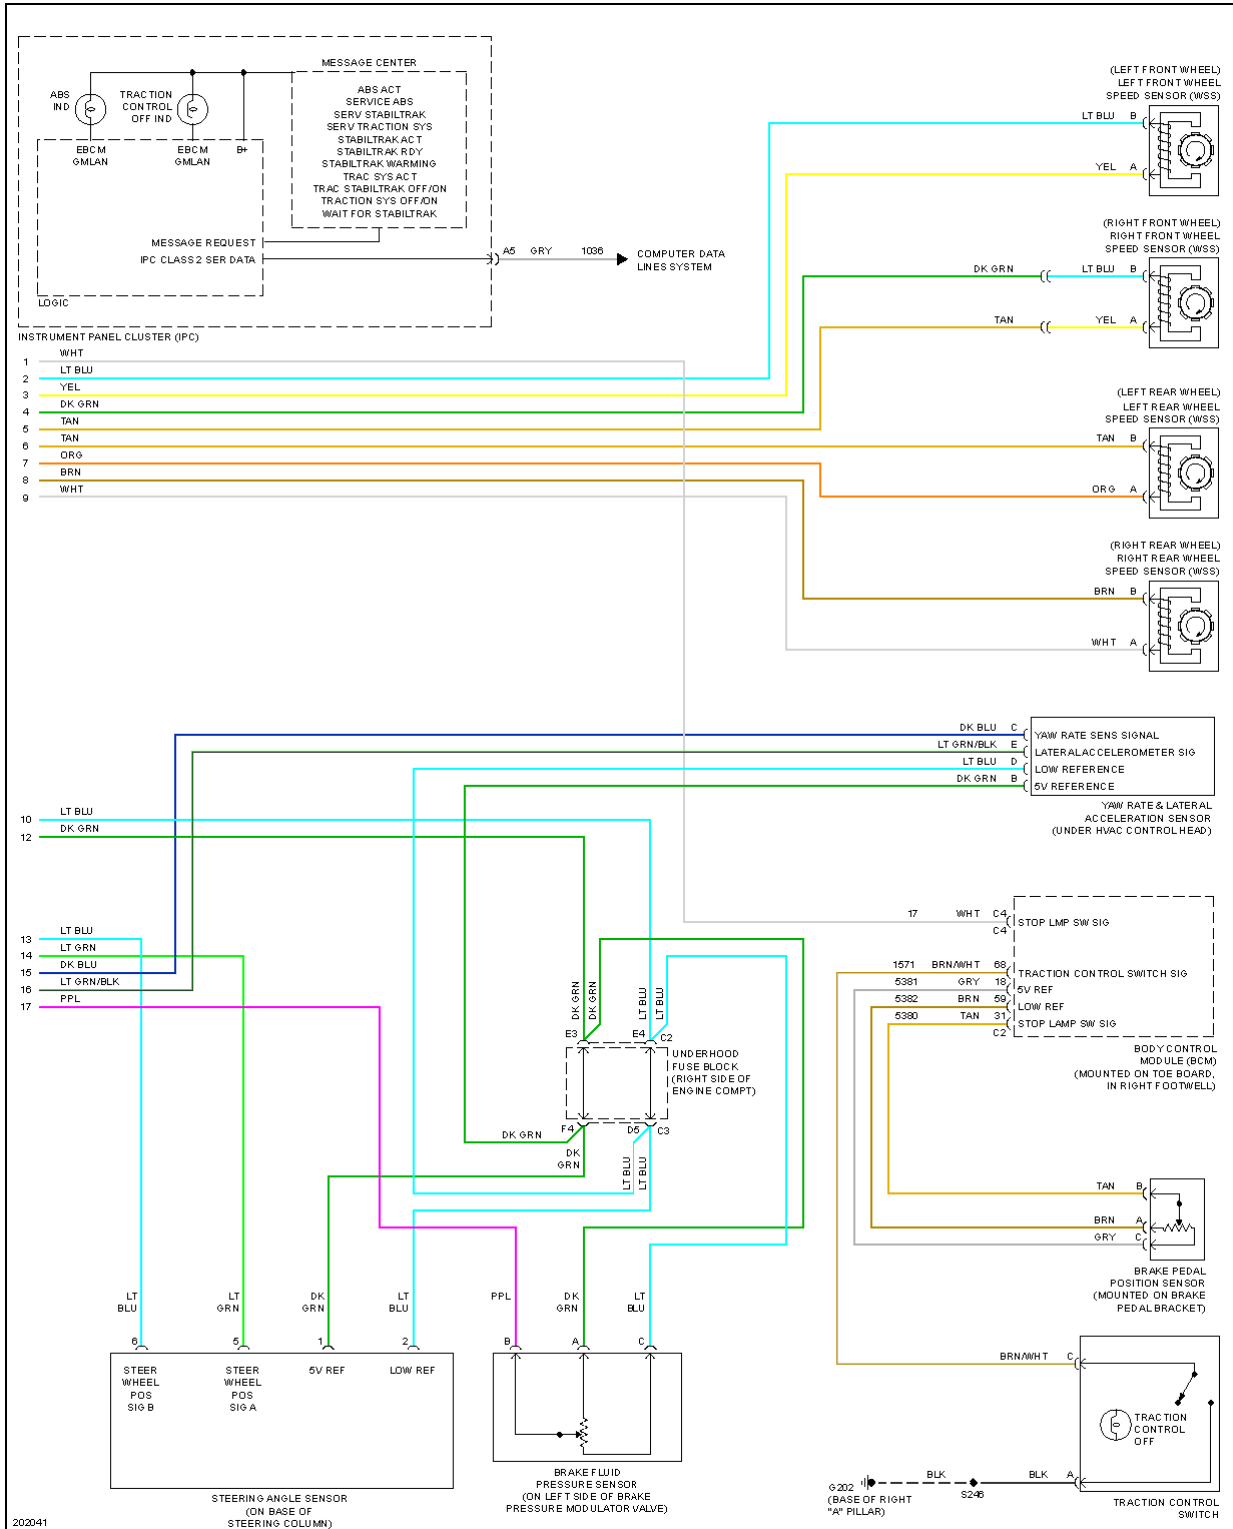 MESSAGE CENTER
ABS ACT
SERVICE ABS
SERV STABILTRAK
SERV TRACTION SYS
STABILTRAK ACT
STABILTRAK RDY
STABILTRAK WARMING
TRAC SYS ACT
TRAC STABILTRAK OFF/ON
TRACTION SYS OFF/ON
WAIT FOR STABILTRAK
ABS
IND
TRACTION
CONTROL
OFF IND
EBCM
GMLAN
EBCM
GMLAN
B+
MESSAGE REQUEST
IPC CLASS 2 SER DATA
LOGIC
A5 GRY 1036
COMPUTER DATA
LINES SYSTEM
INSTRUMENT PANEL CLUSTER (IPC)
(LEFT FRONT WHEEL)
LEFT FRONT WHEEL
SPEED SENSOR (WSS)
LT BLU B
YEL A
(RIGHT FRONT WHEEL)
RIGHT FRONT WHEEL
SPEED SENSOR (WSS)
DK GRN LT BLU B
TAN YEL A
(LEFT REAR WHEEL)
LEFT REAR WHEEL
SPEED SENSOR (WSS)
TAN B
ORG A
(RIGHT REAR WHEEL)
RIGHT REAR WHEEL
SPEED SENSOR (WSS)
BRN B
WHT A
1 WHT
2 LT BLU
3 YEL
4 DK GRN
5 TAN
6 TAN
7 ORG
8 BRN
9 WHT
DK BLU C YAW RATE SENS SIGNAL
LT GRN/BLK E LATERAL ACCELEROMETER SIG
LT BLU D LOW REFERENCE
DK GRN B 5V REFERENCE
YAW RATE & LATERAL
ACCELERATION SENSOR
(UNDER HVAC CONTROL HEAD)
10 LT BLU
12 DK GRN
13 LT BLU
14 LT GRN
15 DK BLU
16 LT GRN/BLK
17 PPL
17 WHT C4 STOP LMP SW SIG
C4
1571 BRN/WHT 68 TRACTION CONTROL SWITCH SIG
5381 GRY 18 5V REF
5382 BRN 59 LOW REF
5380 TAN 31 STOP LAMP SW SIG
C2
BODY CONTROL
MODULE (BCM)
(MOUNTED ON TOE BOARD,
IN RIGHT FOOTWELL)
DK GRN
DK GRN
LT BLU
LT BLU
E3 E4 C2
UNDERHOOD
FUSE BLOCK
(RIGHT SIDE OF
ENGINE COMPT)
F4 D5 C3
DK GRN
DK
GRN
LT BLU
LT BLU
TAN B
BRN A
GRY C
BRAKE PEDAL
POSITION SENSOR
(MOUNTED ON BRAKE
PEDAL BRACKET)
LT
BLU
6
LT
GRN
5
DK
GRN
1
LT
BLU
2
PPL
B
DK
GRN
A
LT
BLU
C
STEER
WHEEL
POS
SIG B
STEER
WHEEL
POS
SIG A
5V REF
LOW REF
STEERING ANGLE SENSOR
(ON BASE OF
STEERING COLUMN)
BRAKE FLUID
PRESSURE SENSOR
(ON LEFT SIDE OF BRAKE
PRESSURE MODULATOR VALVE)
BRN/WHT C
TRACTION
CONTROL
OFF
BLK BLK A
G202
(BASE OF RIGHT
"A" PILLAR)
S246
TRACTION CONTROL
SWITCH
202041